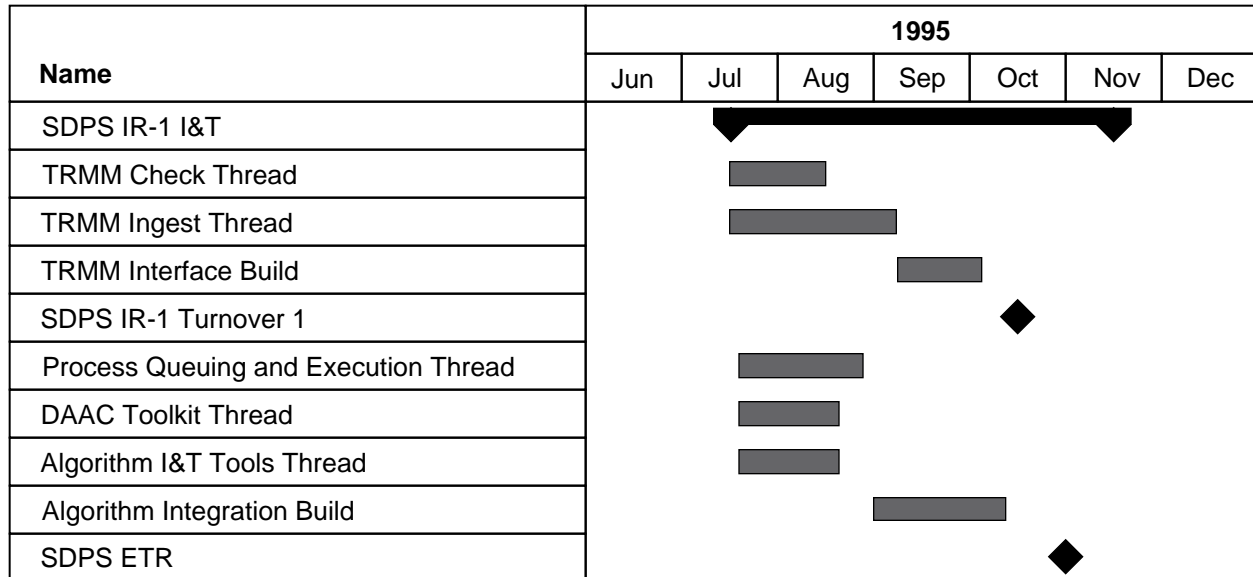 1995
Name
Jun Jul Aug Sep Oct Nov Dec
SDPS IR-1 I&T
TRMM Check Thread
TRMM Ingest Thread
TRMM Interface Build
SDPS IR-1 Turnover 1
Process Queuing and Execution Thread
DAAC Toolkit Thread
Algorithm I&T Tools Thread
Algorithm Integration Build
SDPS ETR